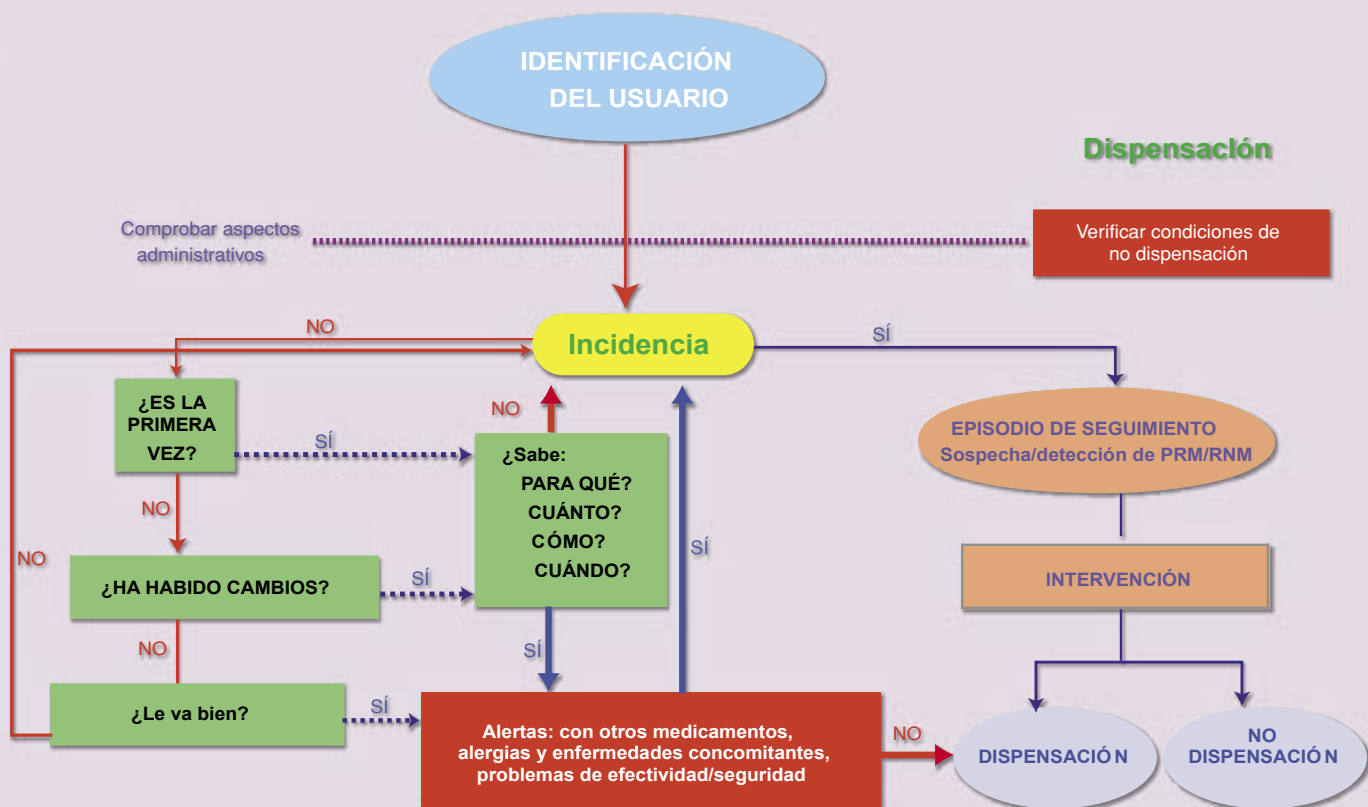 IDENTIFICACIÓN
DEL USUARIO
Dispensación
Comprobar aspectos
administrativos
Verificar condiciones de
no dispensación
NO
Incidencia
SÍ
¿ES LA
PRIMERA
VEZ?
SÍ
NO
¿Sabe:
PARA QUÉ?
CUÁNTO?
CÓMO?
CUÁNDO?
EPISODIO DE SEGUIMIENTO
Sospecha/detección de PRM/RNM
NO
NO
SÍ
¿HA HABIDO CAMBIOS?
SÍ
INTERVENCIÓN
NO
SÍ
¿Le va bien?
SÍ
Alertas: con otros medicamentos,
alergias y enfermedades concomitantes,
problemas de efectividad/seguridad
NO
DISPENSACIÓN
NO
DISPENSACIÓN